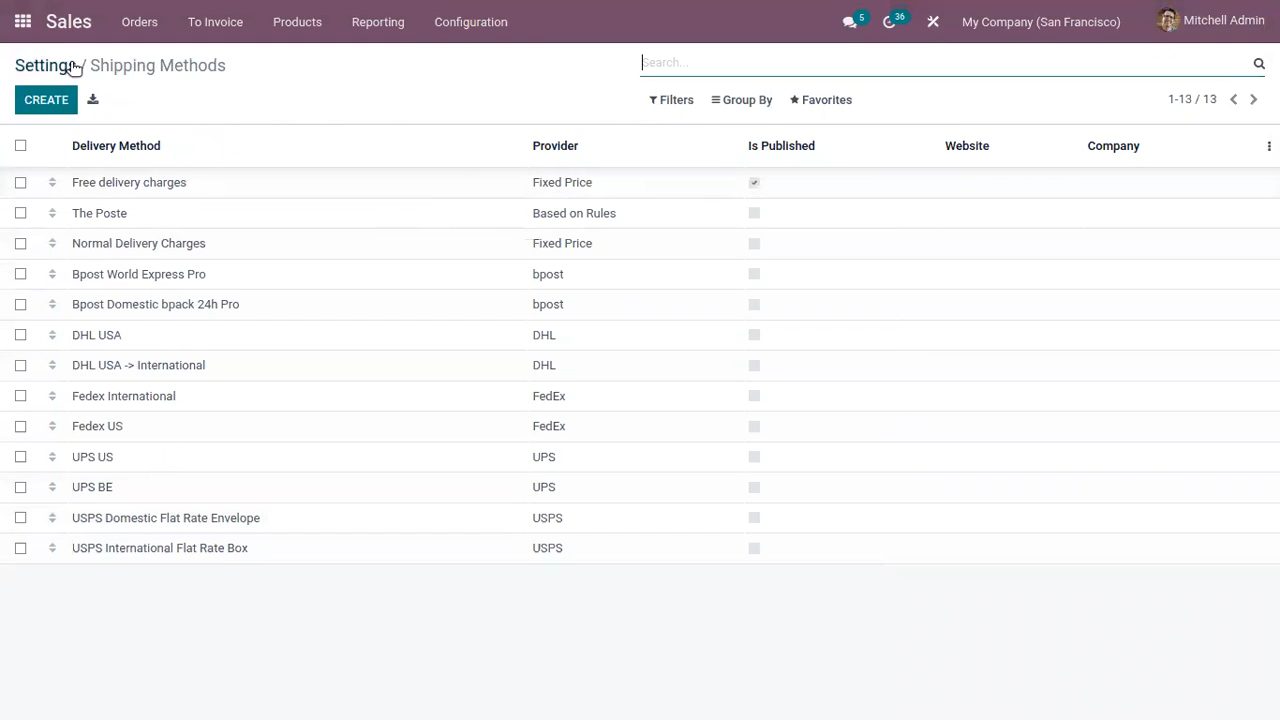 Sales Orders To Invoice Products Reporting Configuration 5 36 My Company (San Francisco) Mitchell Admin
Settings / Shipping Methods Search...
CREATE Filters Group By Favorites 1-13 / 13
Delivery Method Provider Is Published Website Company
Free delivery charges Fixed Price
The Poste Based on Rules
Normal Delivery Charges Fixed Price
Bpost World Express Pro bpost
Bpost Domestic bpack 24h Pro bpost
DHL USA DHL
DHL USA -> International DHL
Fedex International FedEx
Fedex US FedEx
UPS US UPS
UPS BE UPS
USPS Domestic Flat Rate Envelope USPS
USPS International Flat Rate Box USPS